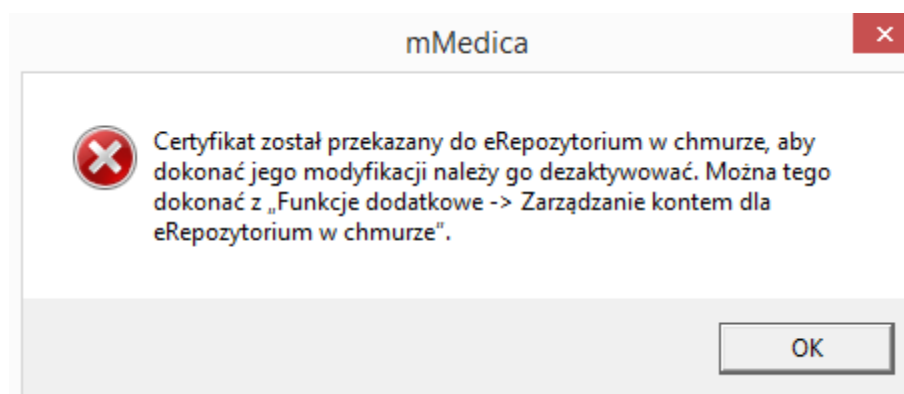 mMedica
Certyfikat został przekazany do eRepozytorium w chmurze, aby
dokonać jego modyfikacji należy go dezaktywować. Można tego
dokonać z „Funkcje dodatkowe -> Zarządzanie kontem dla
eRepozytorium w chmurze”.
OK